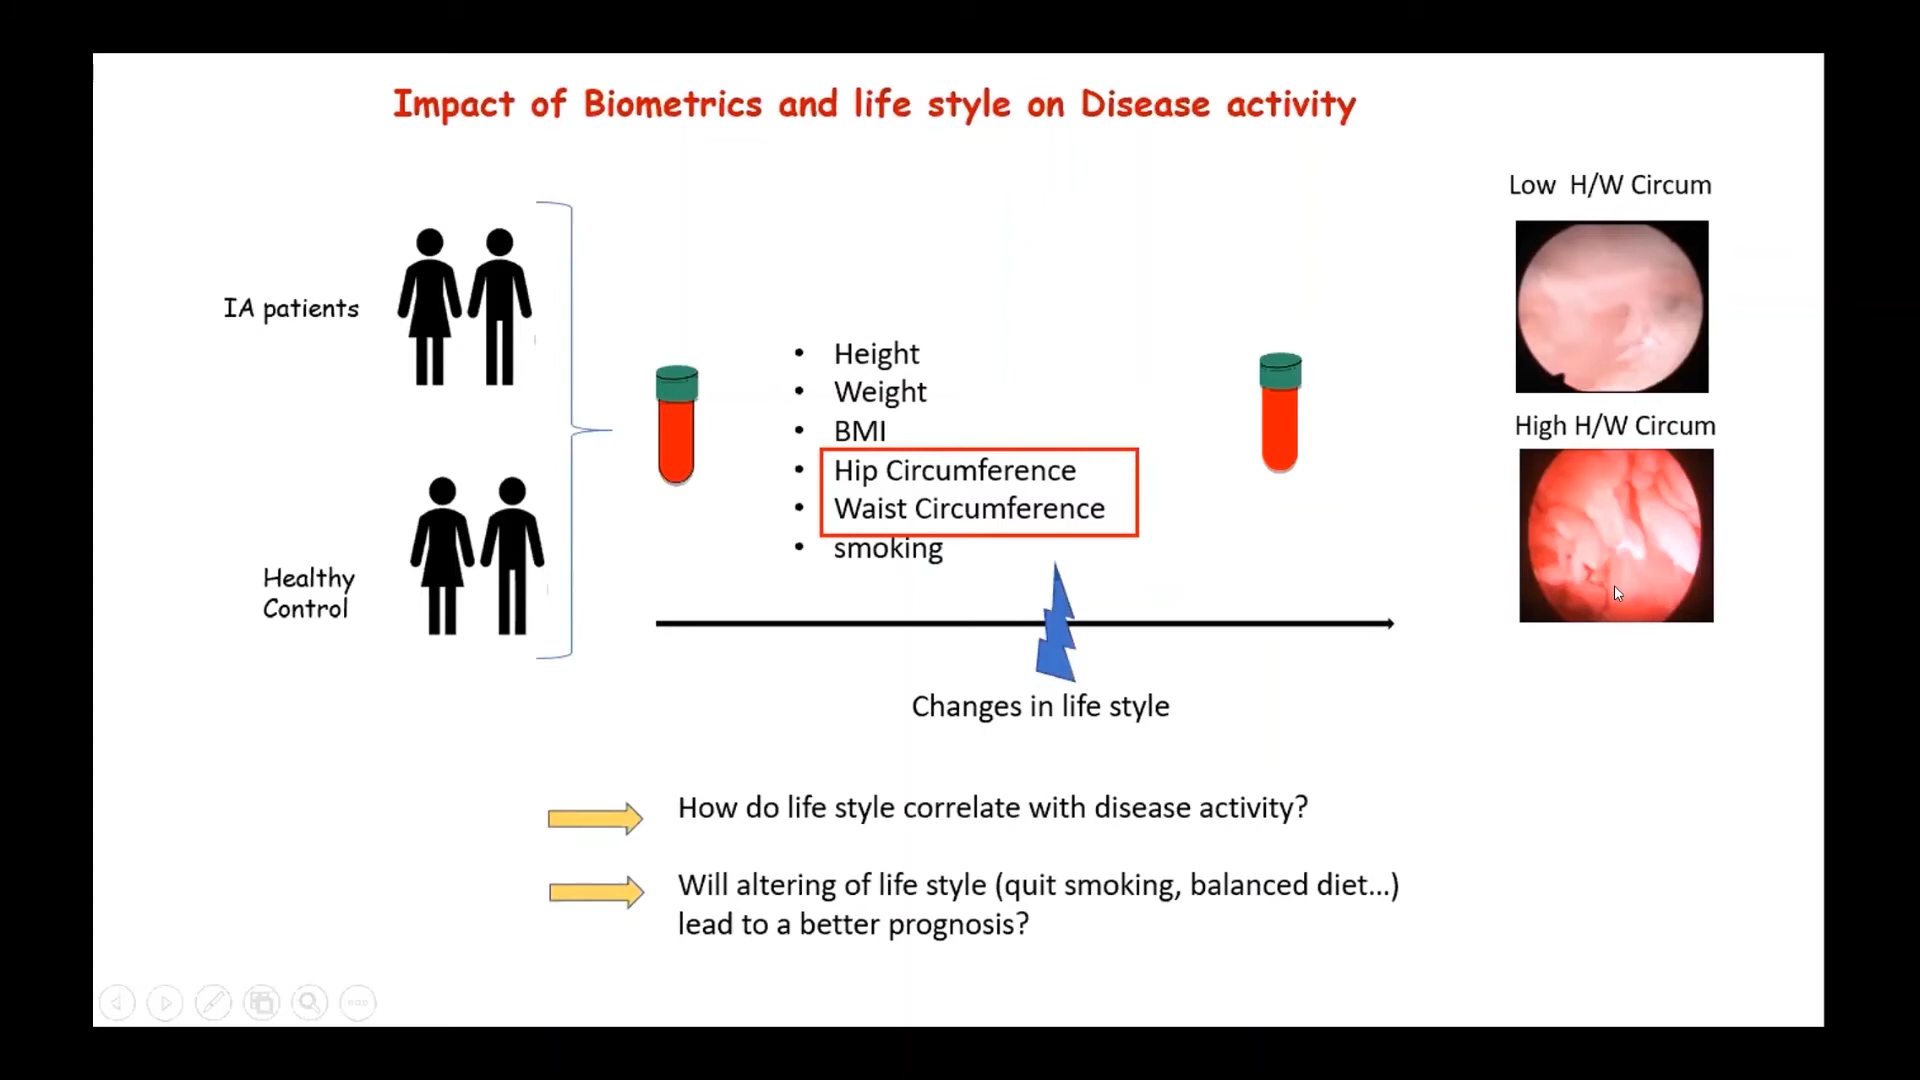 Impact of Biometrics and life style on Disease activity
Low H/W Circum
IA patients
• Height
• Weight
• BMI
• Hip Circumference
• Waist Circumference
• smoking
High H/W Circum
Healthy
Control
Changes in life style
How do life style correlate with disease activity?
Will altering of life style (quit smoking, balanced diet...)
lead to a better prognosis?